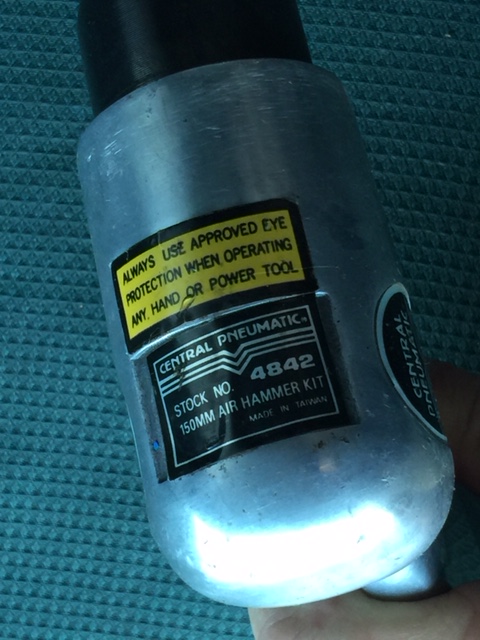 ALWAYS USE APPROVED EYE
PROTECTION WHEN OPERATING
ANY HAND OR POWER TOOL
CENTRAL PNEUMATIC
STOCK NO. 4842
150MM AIR HAMMER KIT
MADE IN TAIWAN
CENTRAL
PNEUMATIC